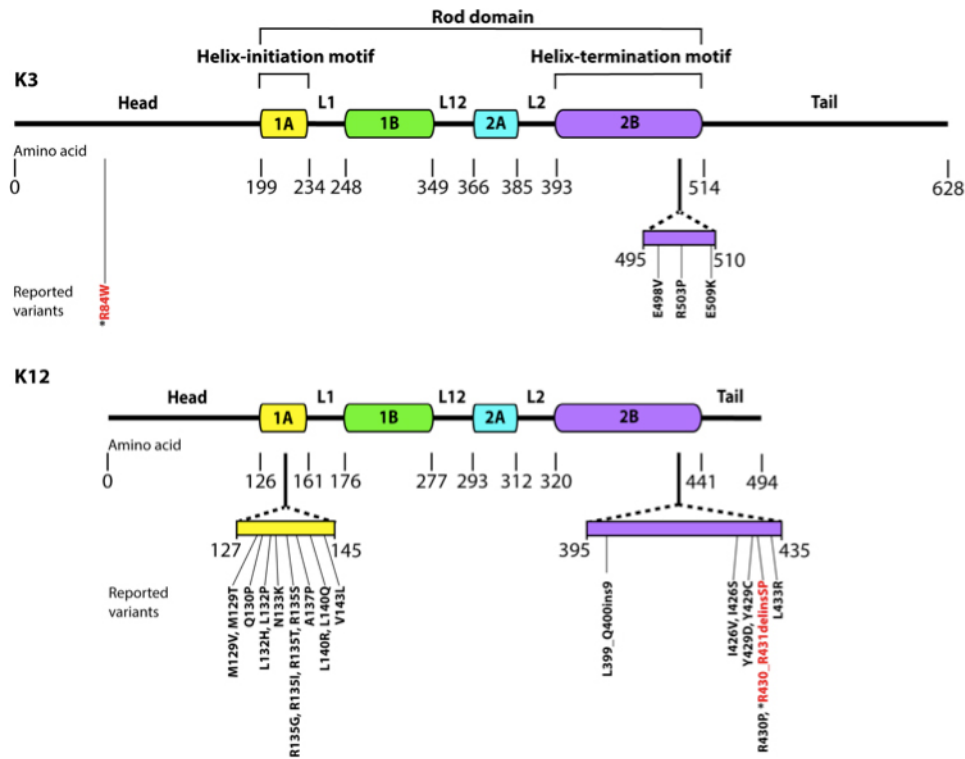 Rod domain
Helix-initiation motif Helix-termination motif
K3
Head L1 L12 L2 Tail
1A 1B 2A 2B
Amino acid
0 199 234 248 349 366 385 393 514 628
495 510
Reported
variants
*R84W
E498V
R503P
E509K
K12
Head L1 L12 L2 Tail
1A 1B 2A 2B
Amino acid
0 126 161 176 277 293 312 320 441 494
127 145 395 435
Reported
variants
M129V, M129T
Q130P
L132H, L132P
N133K
R135G, R135I, R135T, R135S
A137P
L140R, L140Q
V143L
L399_Q400ins9
I426V, I426S
Y429D, Y429C
R430P, *R430_R431delinsSP
L433R